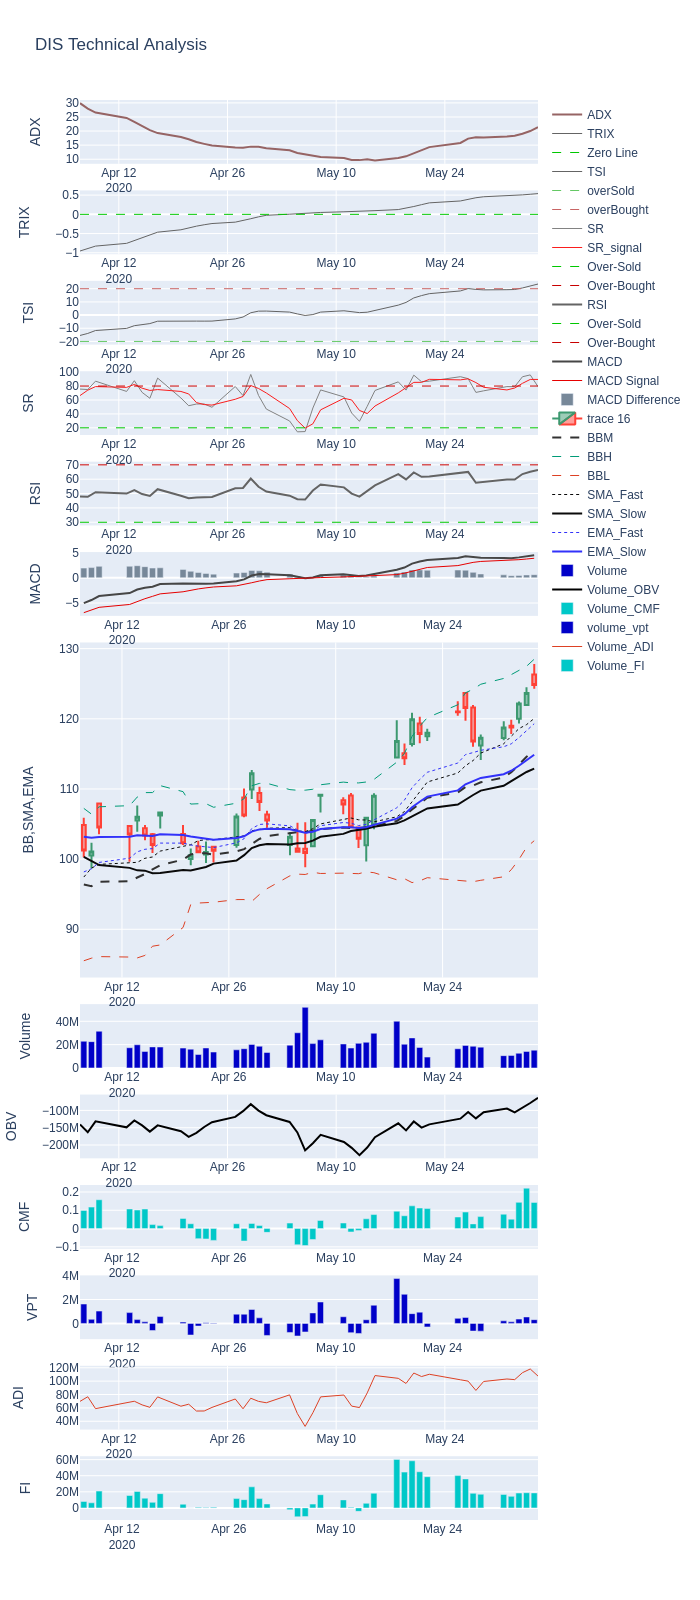 DIS Technical Analysis
ADX
30
25
20
15
10
Apr 12
2020
Apr 26
May 10
May 24
TRIX
0.5
0
−0.5
−1
Apr 12
2020
Apr 26
May 10
May 24
TSI
20
10
0
−10
−20
Apr 12
2020
Apr 26
May 10
May 24
SR
100
80
60
40
20
Apr 12
2020
Apr 26
May 10
May 24
RSI
70
60
50
40
30
Apr 12
2020
Apr 26
May 10
May 24
MACD
5
0
−5
Apr 12
2020
Apr 26
May 10
May 24
BB,SMA,EMA
130
120
110
100
90
Apr 12
2020
Apr 26
May 10
May 24
Volume
40M
20M
0
Apr 12
2020
Apr 26
May 10
May 24
OBV
−100M
−150M
−200M
Apr 12
2020
Apr 26
May 10
May 24
CMF
0.2
0.1
0
−0.1
Apr 12
2020
Apr 26
May 10
May 24
VPT
4M
2M
0
Apr 12
2020
Apr 26
May 10
May 24
ADI
120M
100M
80M
60M
40M
Apr 12
2020
Apr 26
May 10
May 24
FI
60M
40M
20M
0
Apr 12
2020
Apr 26
May 10
May 24
ADX
TRIX
Zero Line
TSI
overSold
overBought
SR
SR_signal
Over-Sold
Over-Bought
RSI
Over-Sold
Over-Bought
MACD
MACD Signal
MACD Difference
trace 16
BBM
BBH
BBL
SMA_Fast
SMA_Slow
EMA_Fast
EMA_Slow
Volume
Volume_OBV
Volume_CMF
volume_vpt
Volume_ADI
Volume_FI